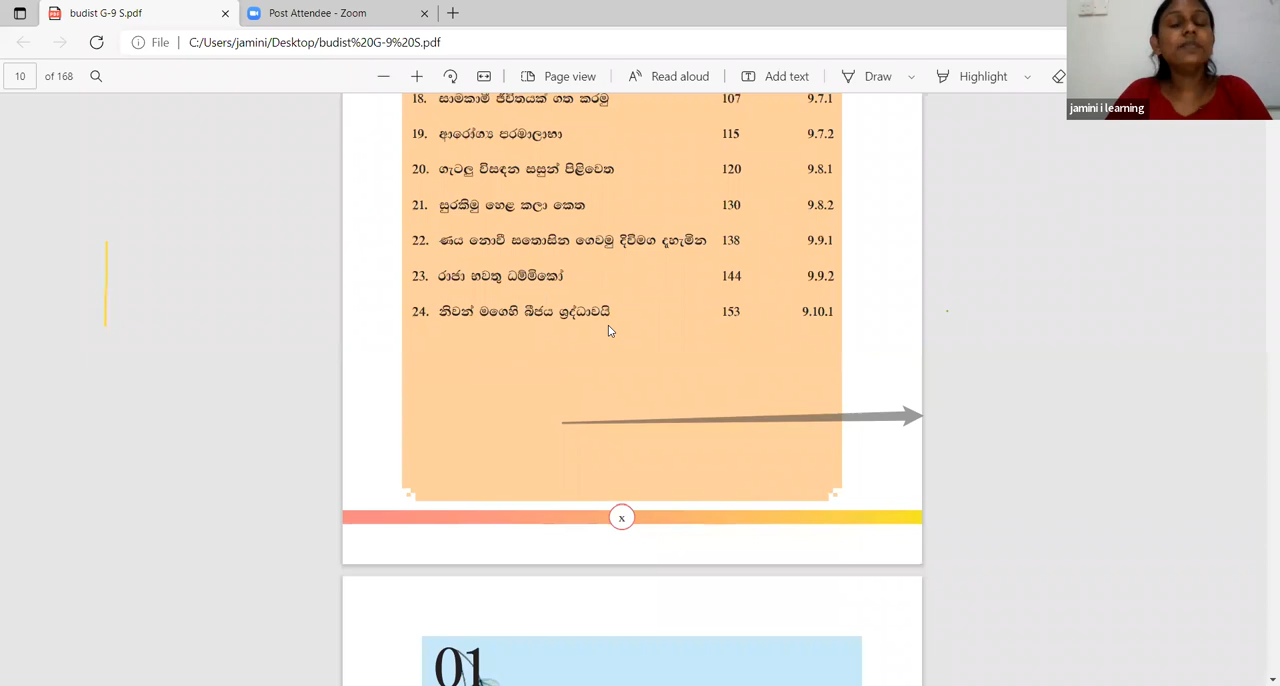 budist G-9 S.pdf
Post Attendee - Zoom
File
C:/Users/jamini/Desktop/budist%20G-9%20S.pdf
10 of 168
Page view
Read aloud
Add text
Draw
Highlight
jamini i learning
18. සාමකාමී ජීවිතයක් ගත කරමු 107 9.7.1
19. ආරෝග්‍ය පරමාලාභා 115 9.7.2
20. ගැටලු විසඳන සසුන් පිළිවෙත 120 9.8.1
21. සුරකිමු හෙළ කලා කෙත 130 9.8.2
22. ණය නොවී සතොසින ගෙවමු දිවිමග දැහැමින 138 9.9.1
23. රාජා භවතු ධම්මිකෝ 144 9.9.2
24. නිවන් මගෙහි බීජය ශ්‍රද්ධාවයි 153 9.10.1
x
01